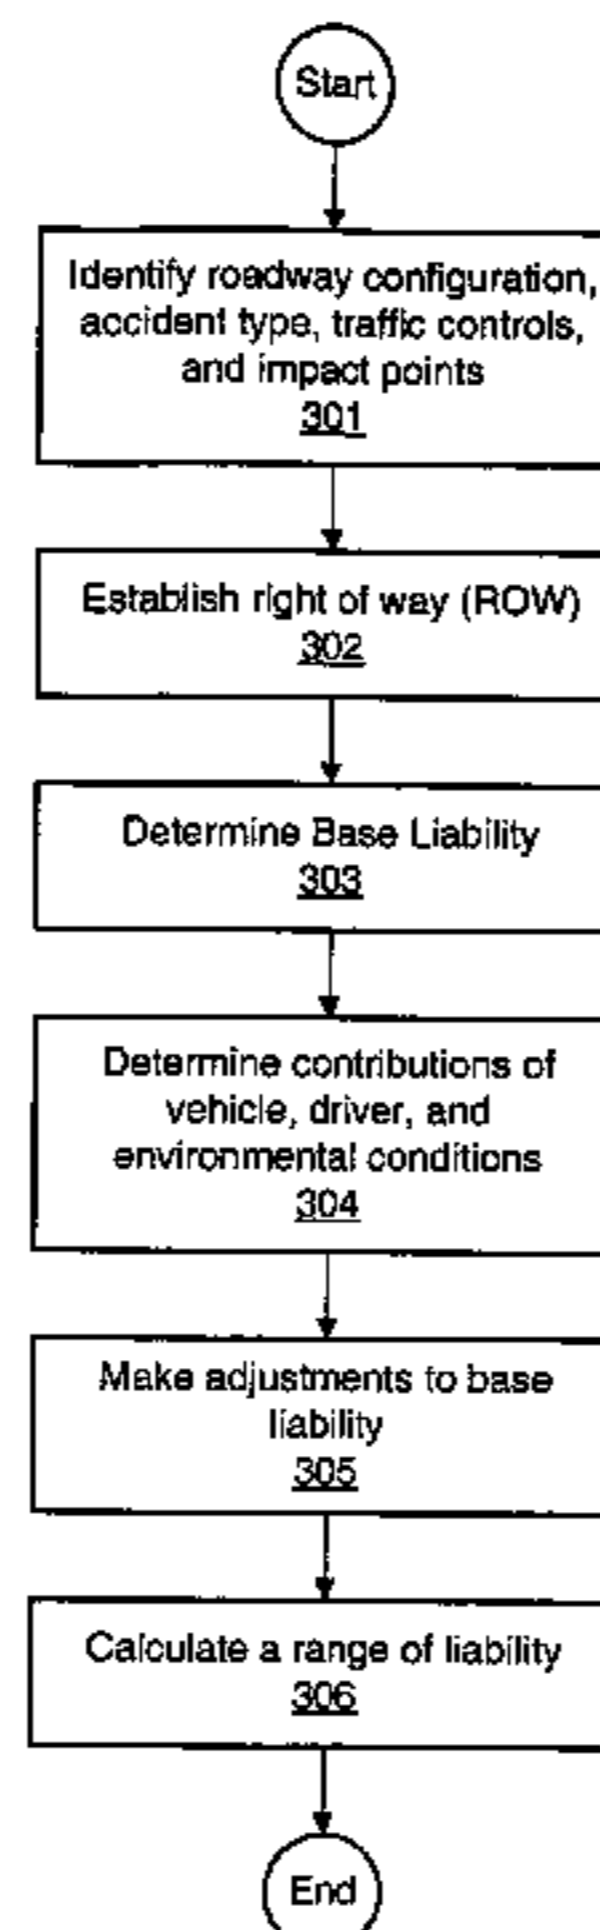 Start
Identify roadway configuration,
accident type, traffic controls,
and impact points
301
Establish right of way (ROW)
302
Determine Base Liability
303
Determine contributions of
vehicle, driver, and
environmental conditions
304
Make adjustments to base
liability
305
Calculate a range of liability
306
End